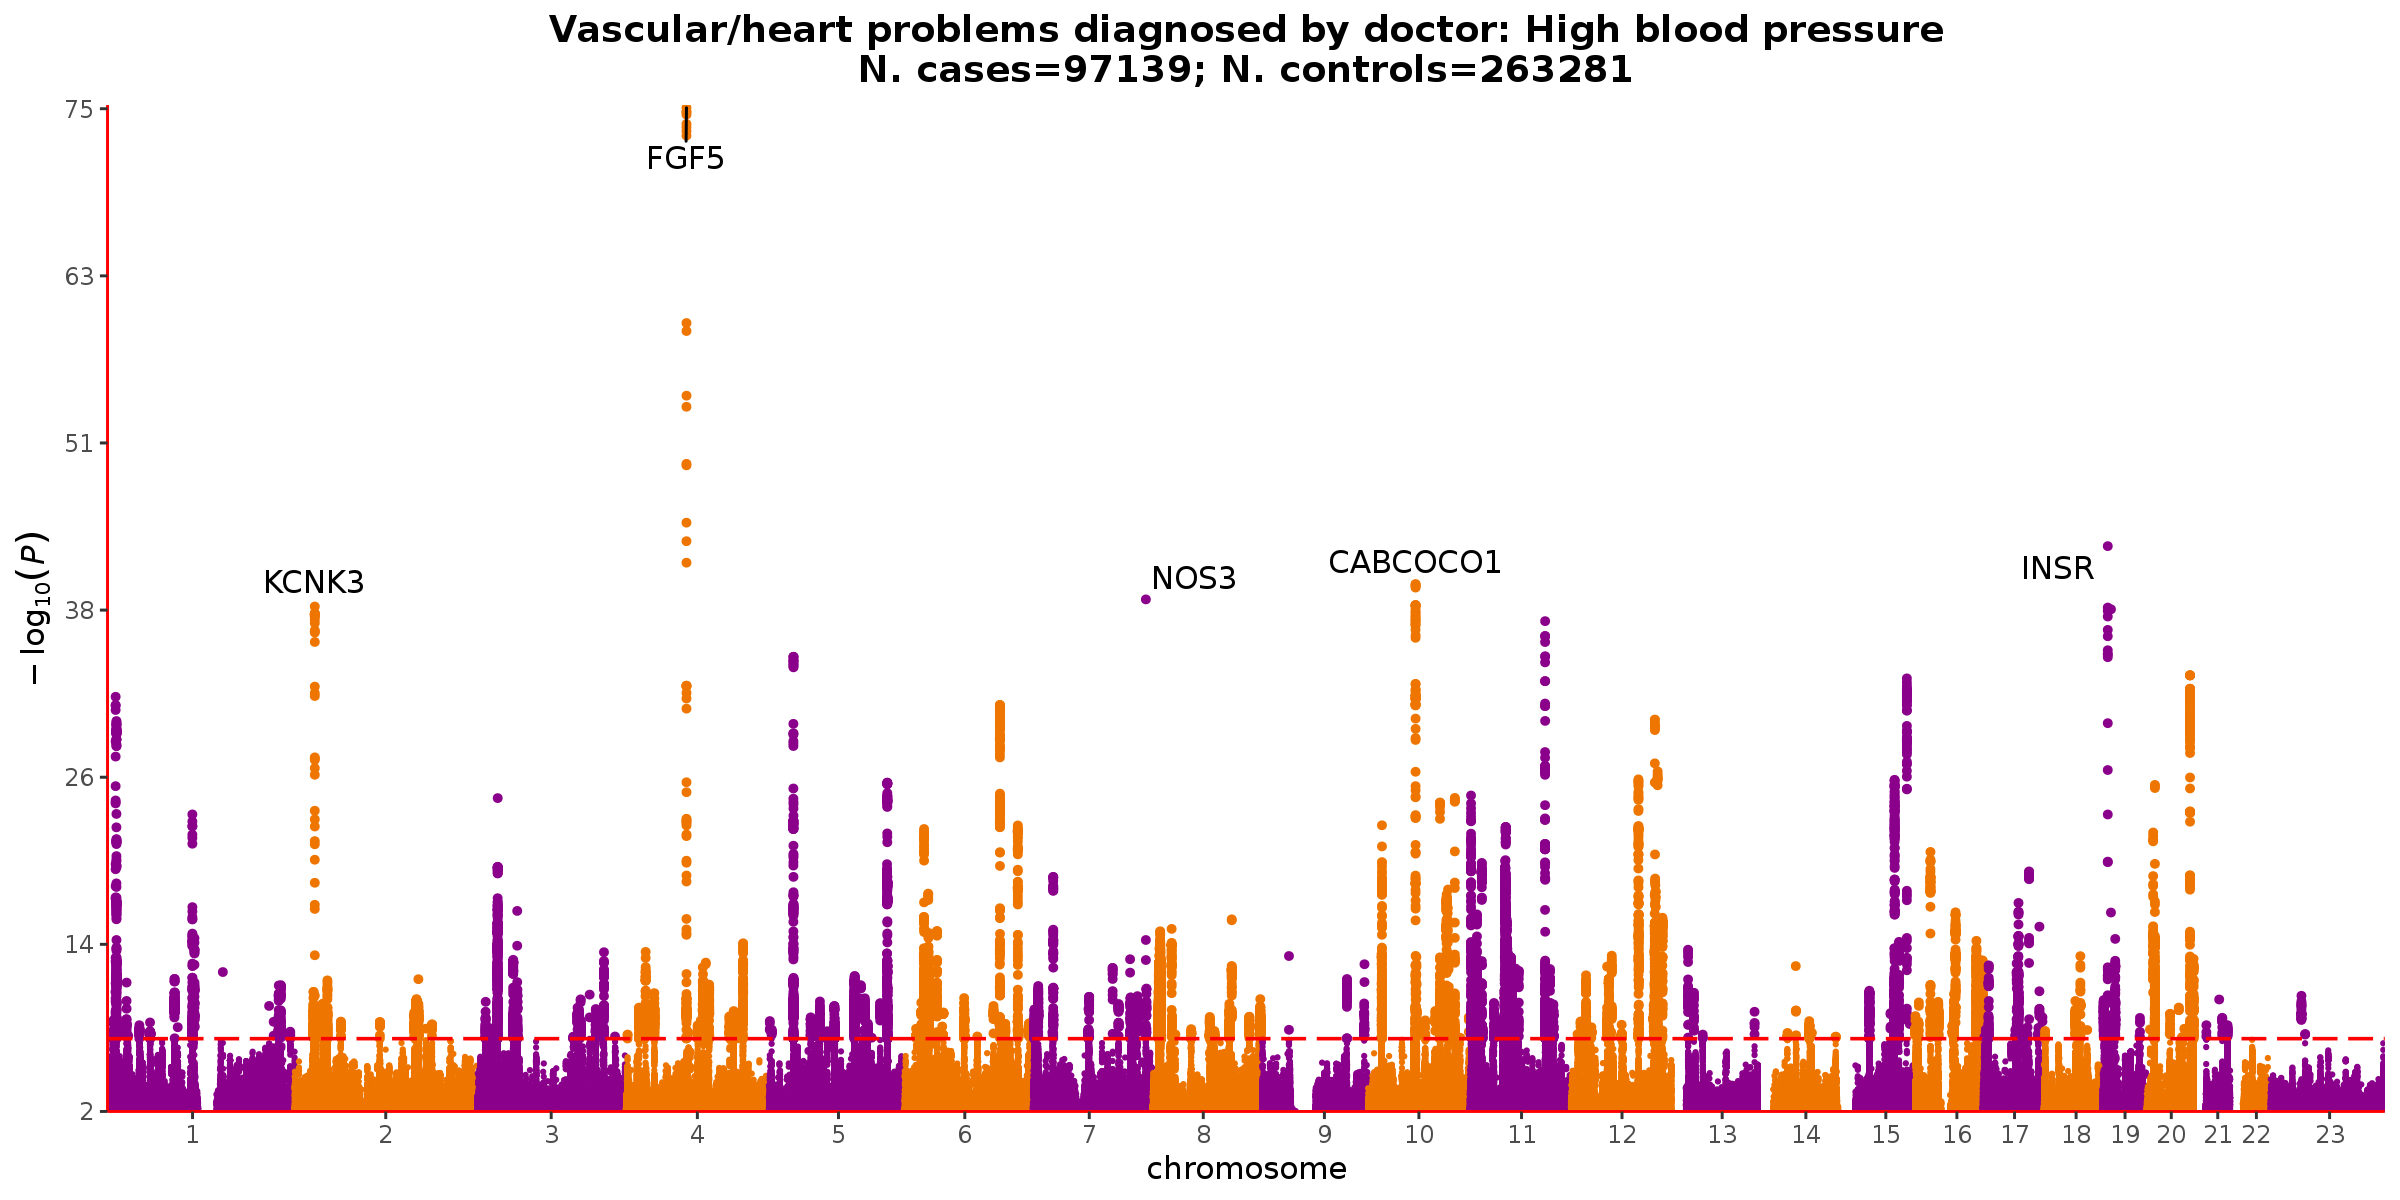 Vascular/heart problems diagnosed by doctor: High blood pressure
N. cases=97139; N. controls=263281
75
FGF5
63
51
CABCOCO1
INSR
KCNK3
NOS3
38
26
14
2
−log₁₀(P)
1 2 3 4 5 6 7 8 9 10 11 12 13 14 15 16 17 18 19 20 21 22 23
chromosome